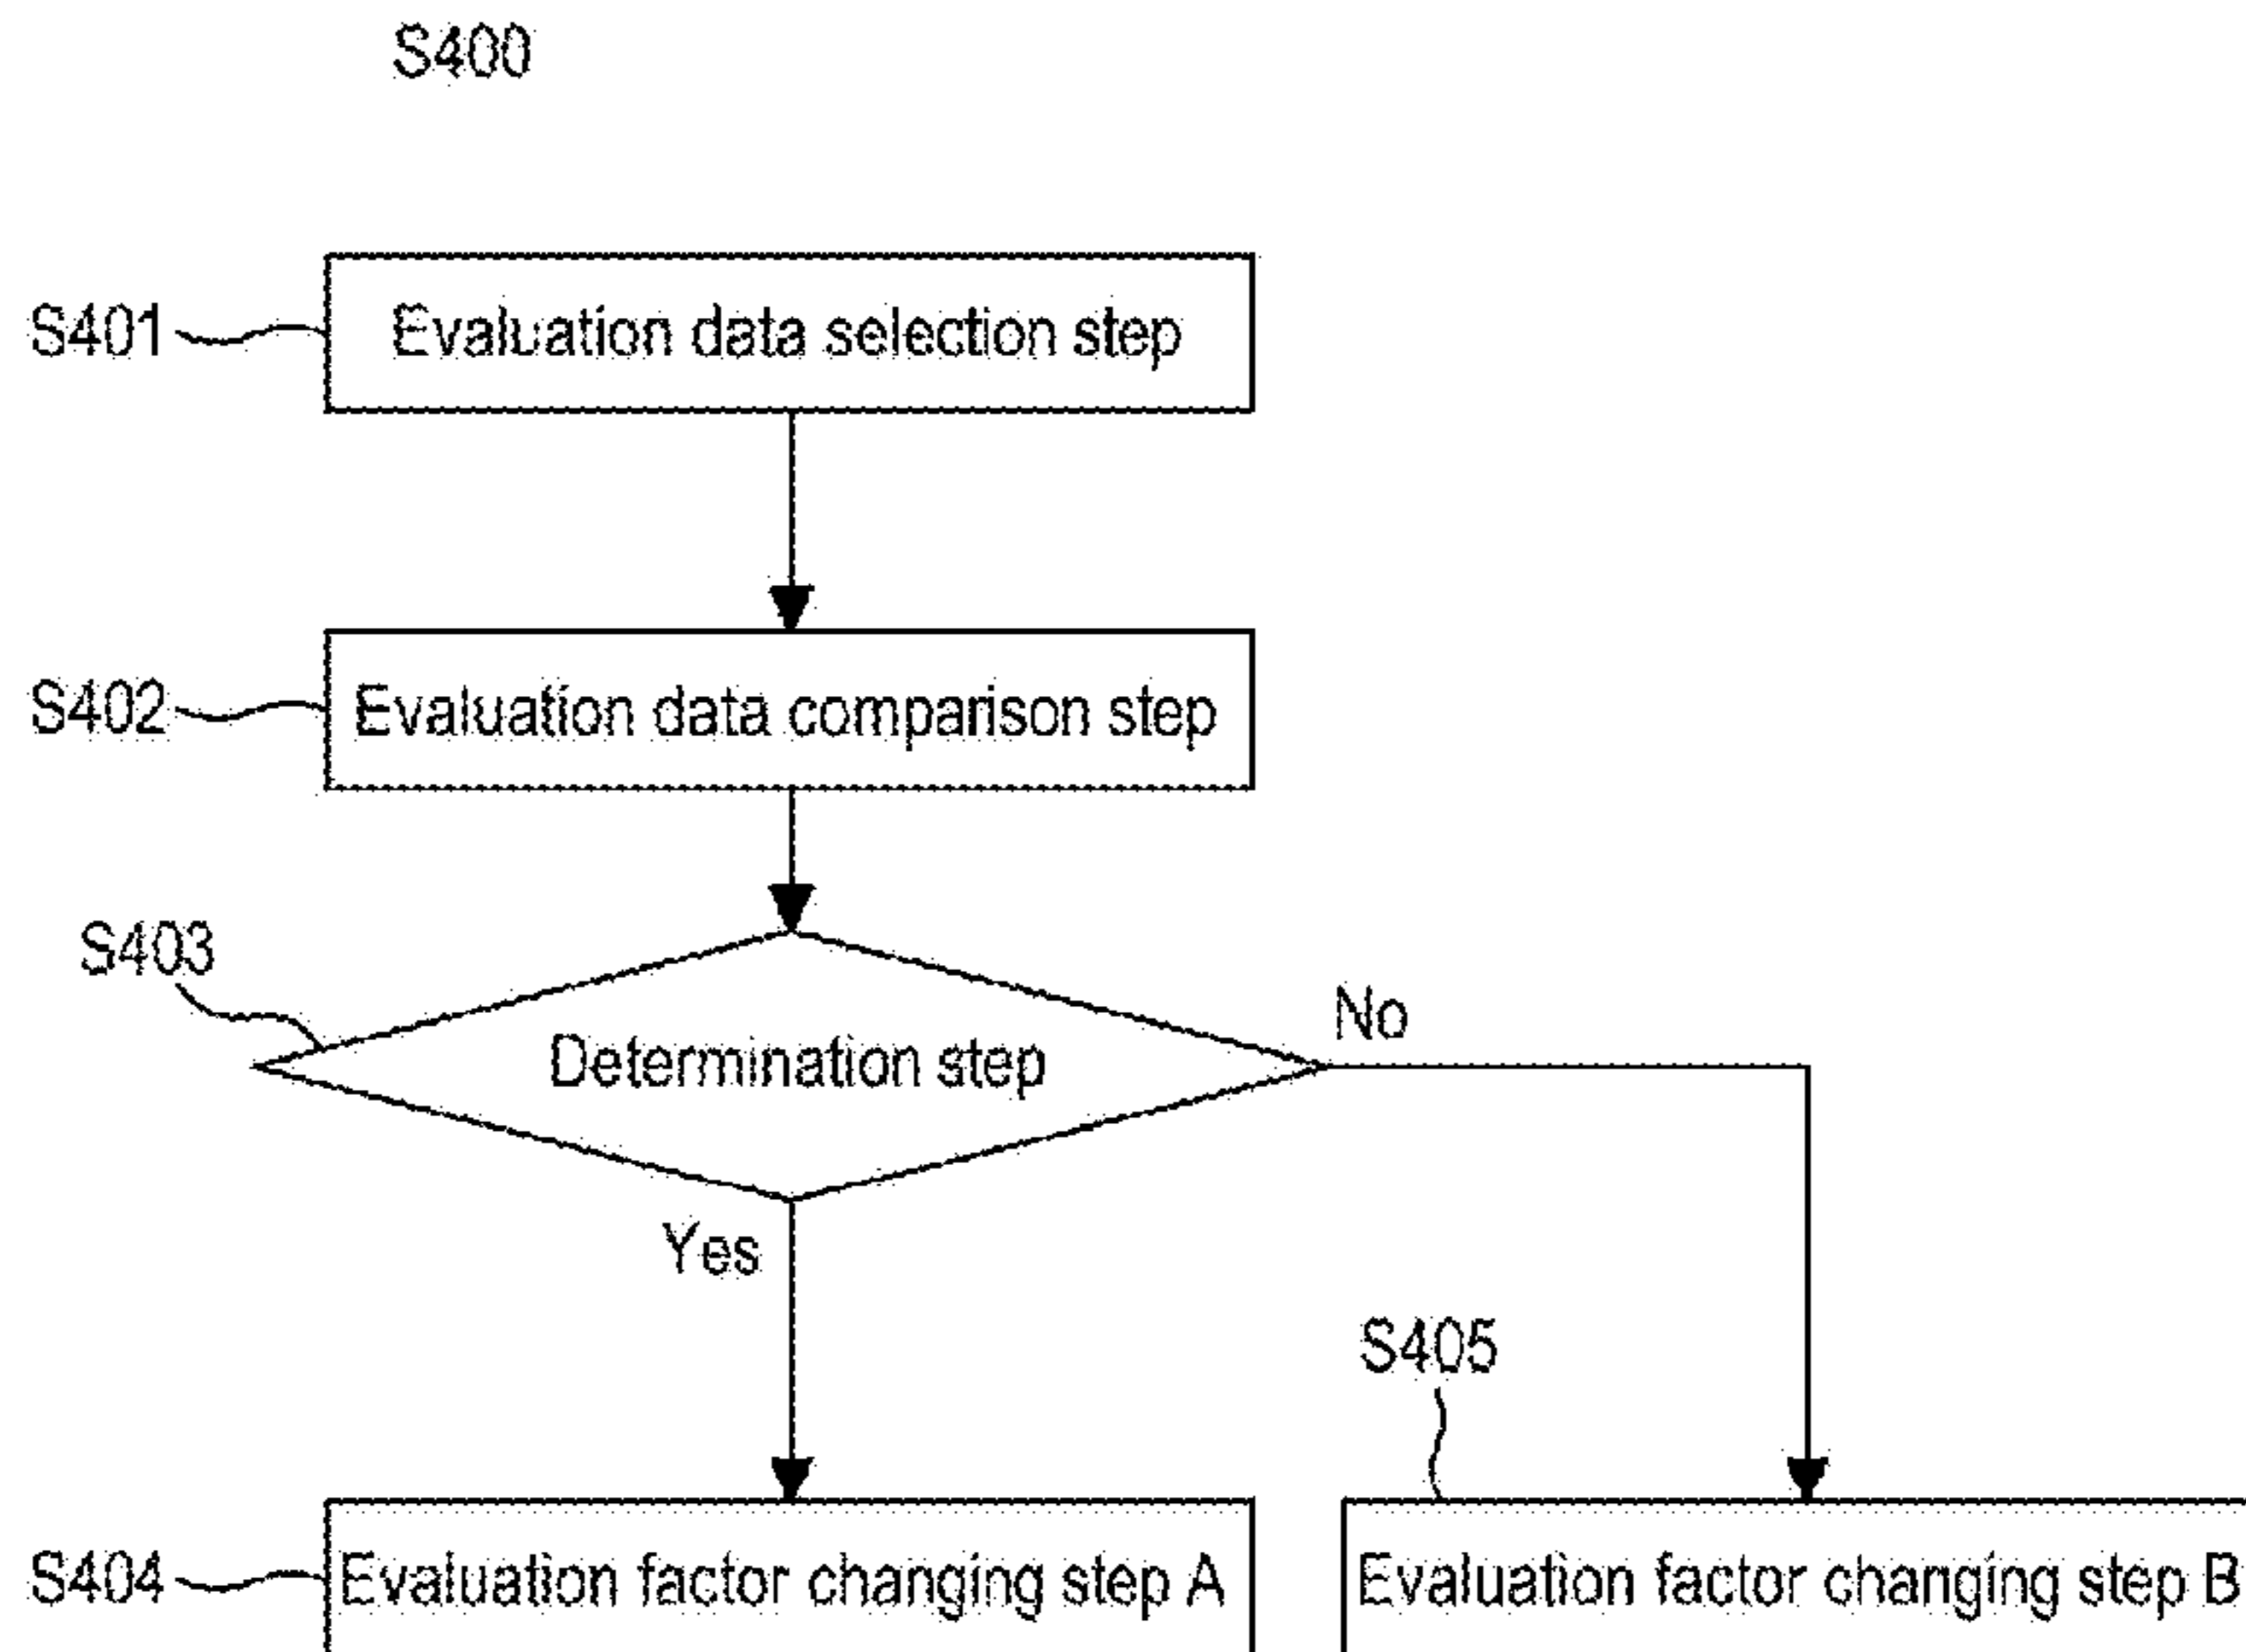 S400
S401
Evaluation data selection step
S402
Evaluation data comparison step
S403
Determination step
No
Yes
S405
S404
Evaluation factor changing step A
Evaluation factor changing step B